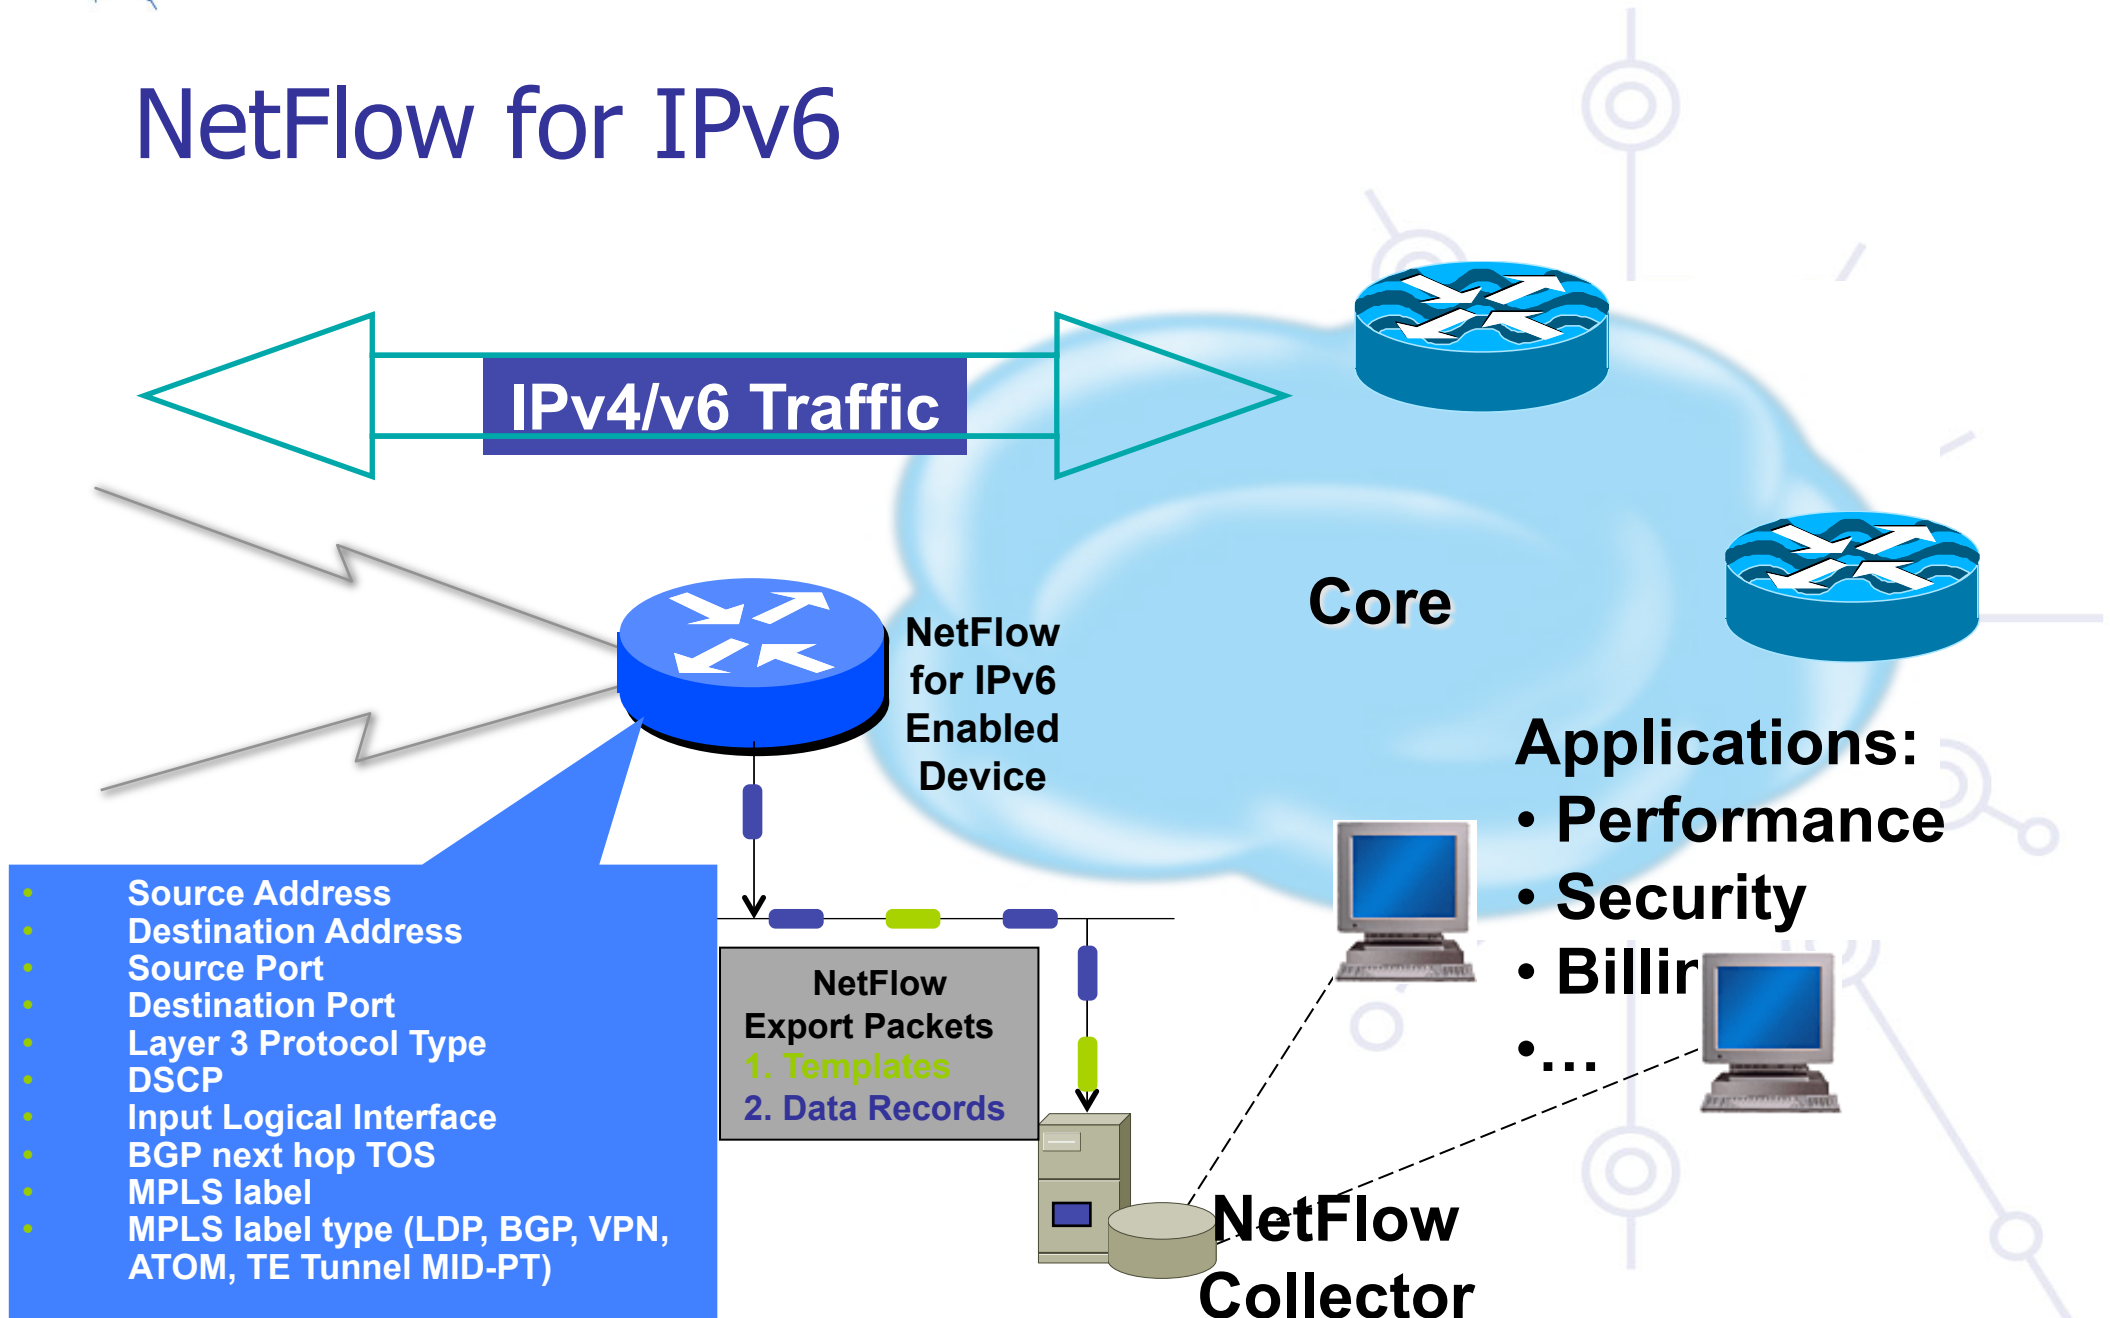 NetFlow for IPv6
IPv4/v6 Traffic
Core
NetFlow
for IPv6
Enabled
Device
Applications:
• Performance
• Security
•
•...
• Source Address
• Destination Address
• Source Port
• Destination Port
• Layer 3 Protocol Type
• DSCP
• Input Logical Interface
• BGP next hop TOS
• MPLS label
• MPLS label type (LDP, BGP, VPN,
ATOM, TE Tunnel MID-PT)
NetFlow
Export Packets
1. Templates
2. Data Records
NetFlow
Collector